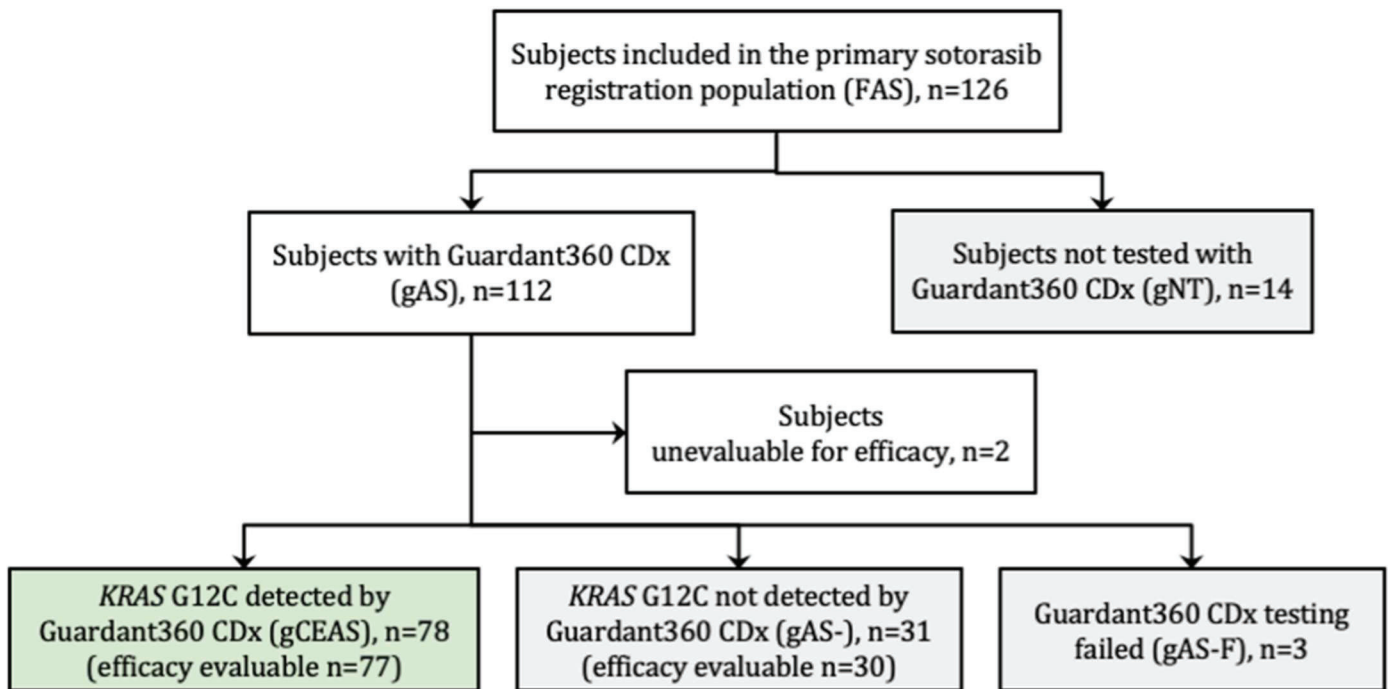 Subjects included in the primary sotorasib
registration population (FAS), n=126
Subjects with Guardant360 CDx
(gAS), n=112
Subjects not tested with
Guardant360 CDx (gNT), n=14
Subjects
unevaluable for efficacy, n=2
KRAS G12C detected by
Guardant360 CDx (gCEAS), n=78
(efficacy evaluable n=77)
KRAS G12C not detected by
Guardant360 CDx (gAS-), n=31
(efficacy evaluable n=30)
Guardant360 CDx testing
failed (gAS-F), n=3